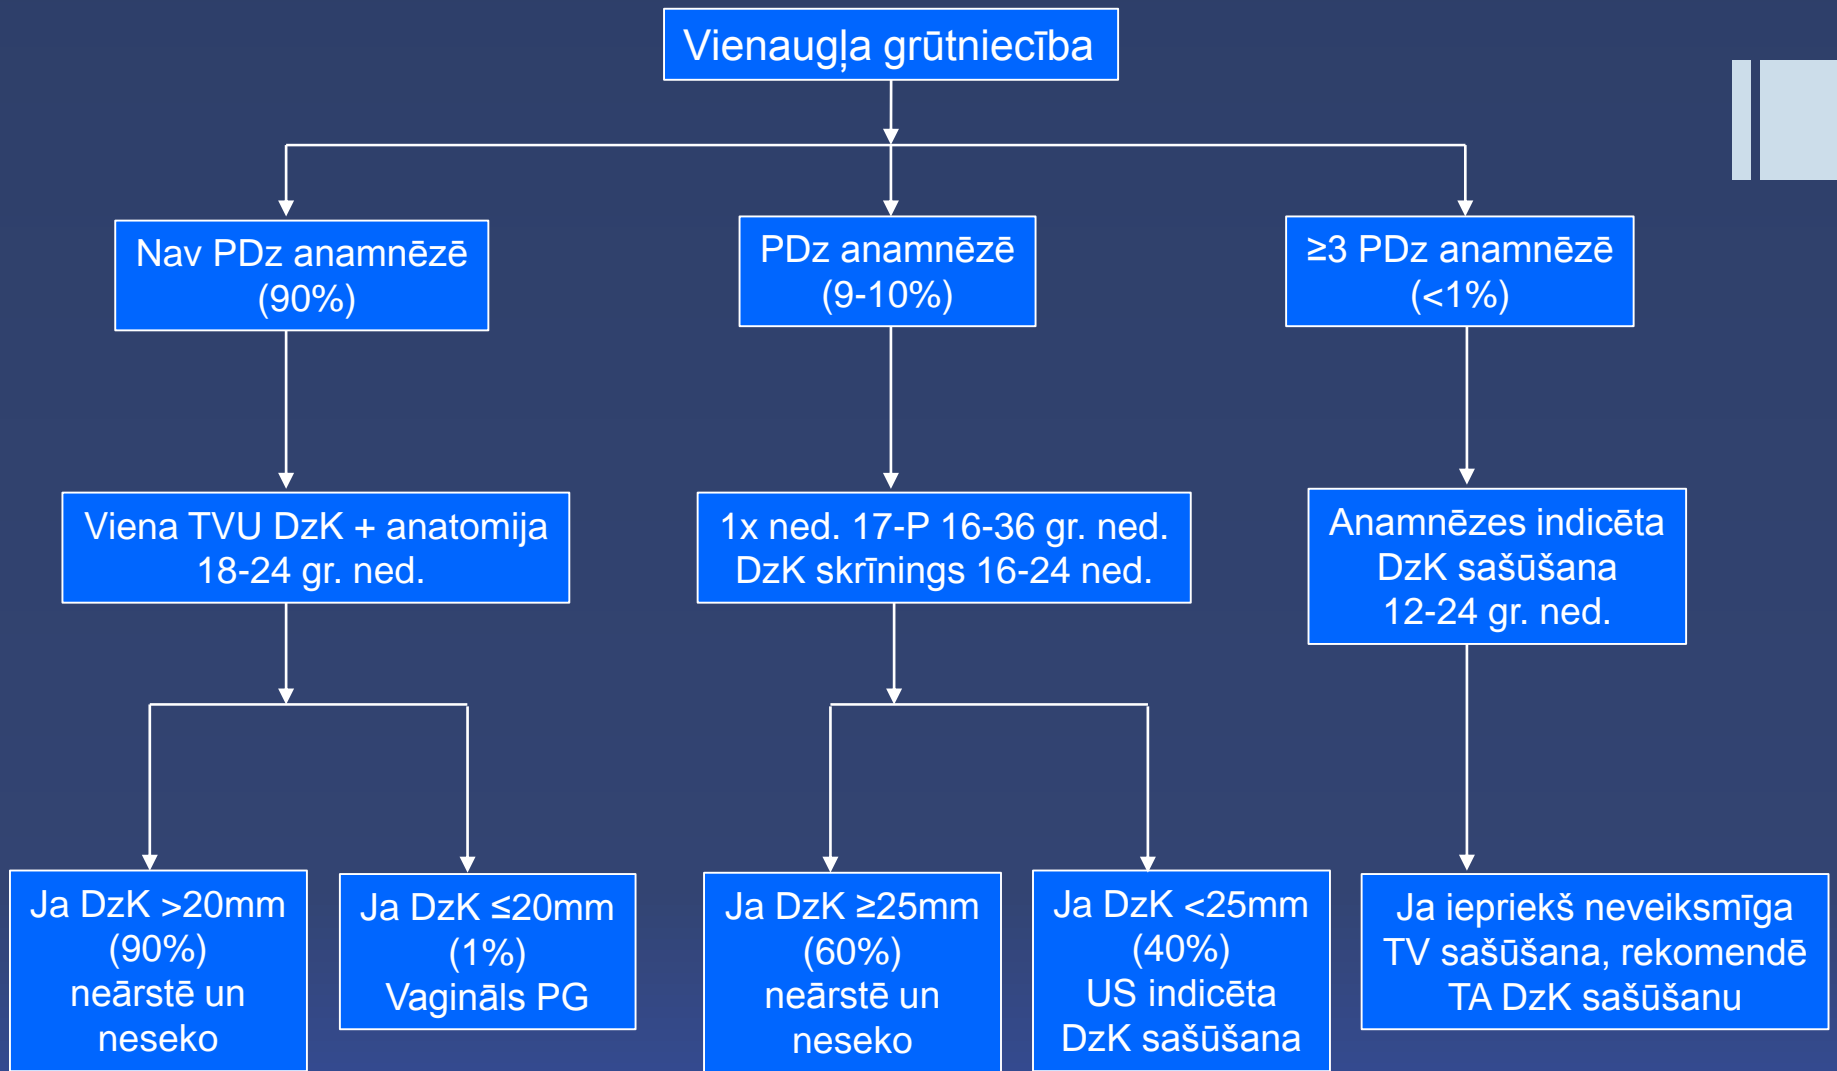 Vienaugļa grūtniecība
Nav PDz anamnēzē
(90%)
PDz anamnēzē
(9-10%)
≥3 PDz anamnēzē
(<1%)
Viena TVU DzK + anatomija
18-24 gr. ned.
1x ned. 17-P 16-36 gr. ned.
DzK skrīnings 16-24 ned.
Anamnēzes indicēta
DzK sašūšana
12-24 gr. ned.
Ja DzK >20mm
(90%)
neārstē un
neseko
Ja DzK ≤20mm
(1%)
Vagināls PG
Ja DzK ≥25mm
(60%)
neārstē un
neseko
Ja DzK <25mm
(40%)
US indicēta
DzK sašūšana
Ja iepriekš neveiksmīga
TV sašūšana, rekomendē
TA DzK sašūšanu